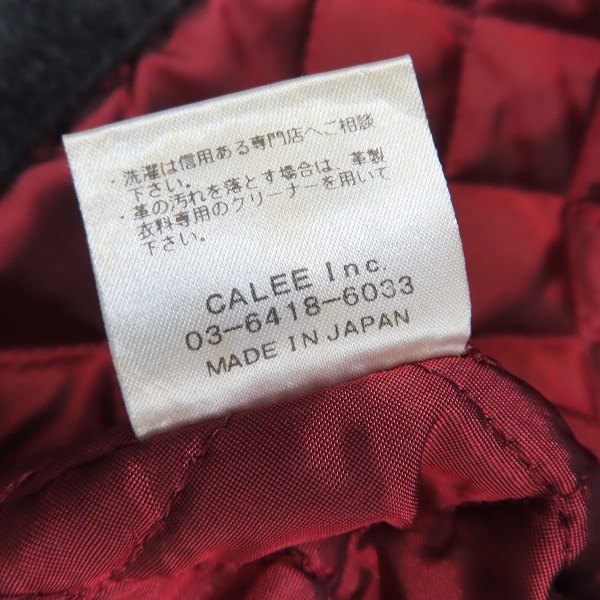 ・洗濯は信用ある専門店へご相談
下さい。
・革の汚れを落とす場合は、革製
衣料専用のクリーナーを用いて
下さい。
CALEE Inc.
03-6418-6033
MADE IN JAPAN